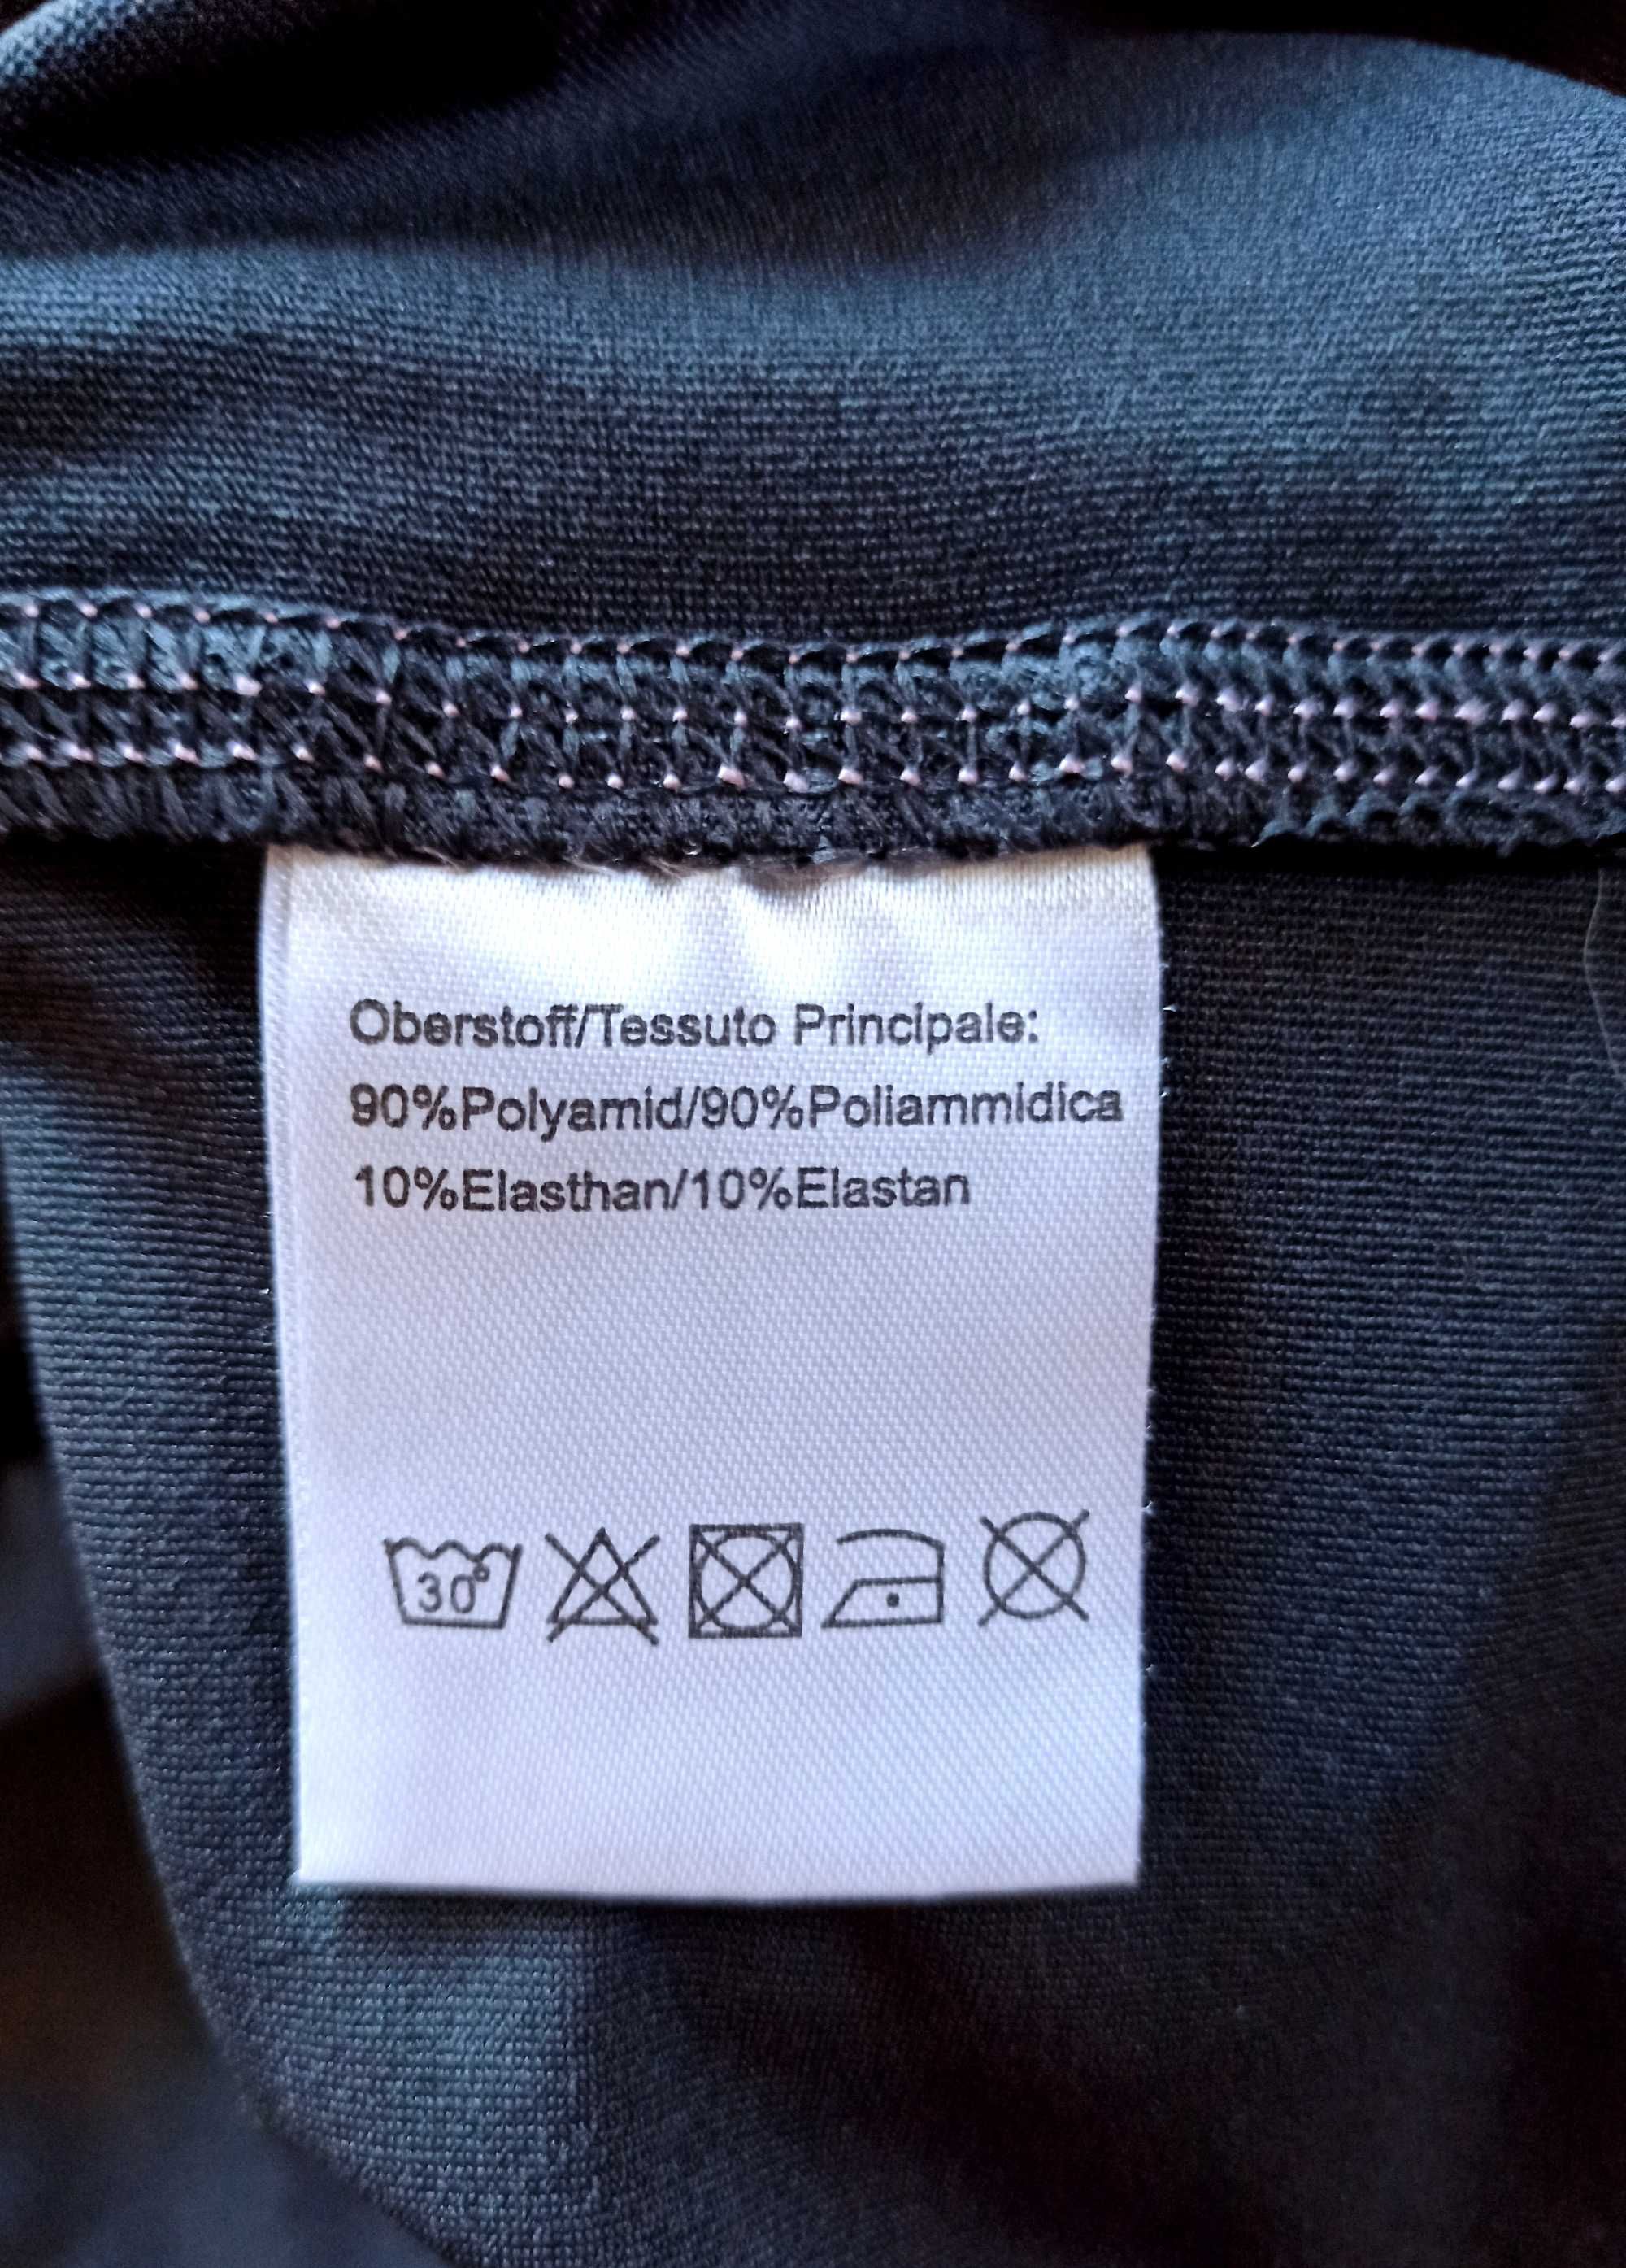 Oberstoff/Tessuto Principale:
90%Polyamid/90%Poliammidica
10%Elasthan/10%Elastan
30°